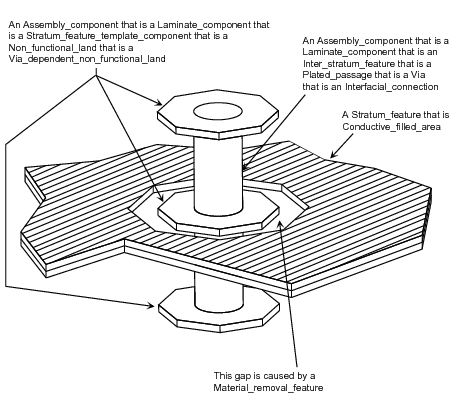 An Assembly_component that is a Laminate_component that
is a Stratum_feature_template_component that is a
Non_functional_land that is a
Via_dependent_non_functional_land
An Assembly_component that is a
Laminate_component that is an
Inter_stratum_feature that is a
Plated_passage that is a Via
that is an Interfacial_connection
A Stratum_feature that is
Conductive_filled_area
This gap is caused by a
Material_removal_feature